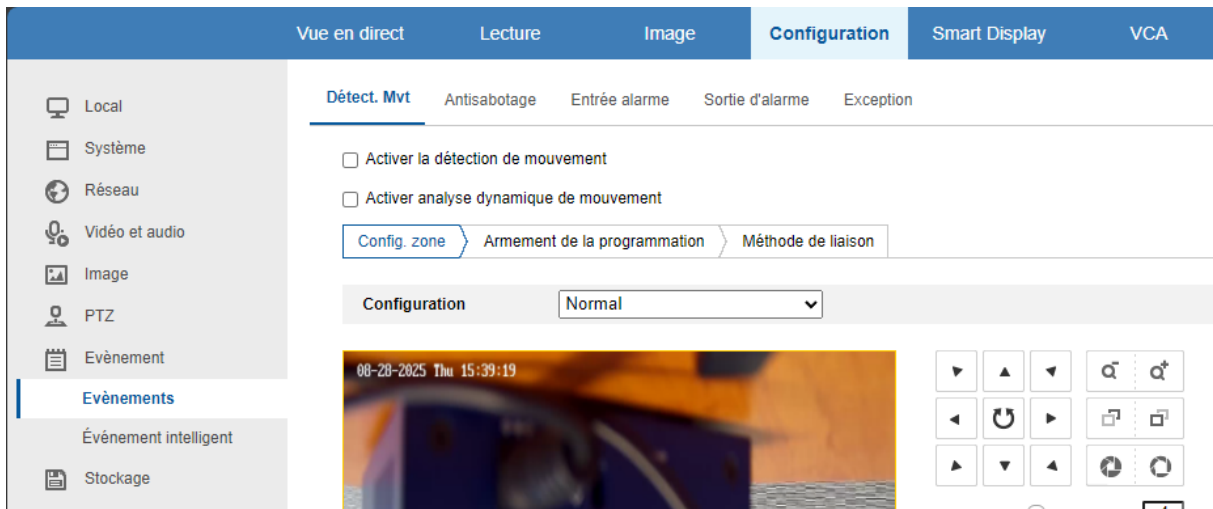 Vue en direct Lecture Image Configuration Smart Display VCA
Local
Système
Réseau
Vidéo et audio
Image
PTZ
Evènement
Evènements
Événement intelligent
Stockage
Détect. Mvt Antisabotage Entrée alarme Sortie d'alarme Exception
Activer la détection de mouvement
Activer analyse dynamique de mouvement
Config. zone Armement de la programmation Méthode de liaison
Configuration Normal
08-28-2025 Thu 15:39:19